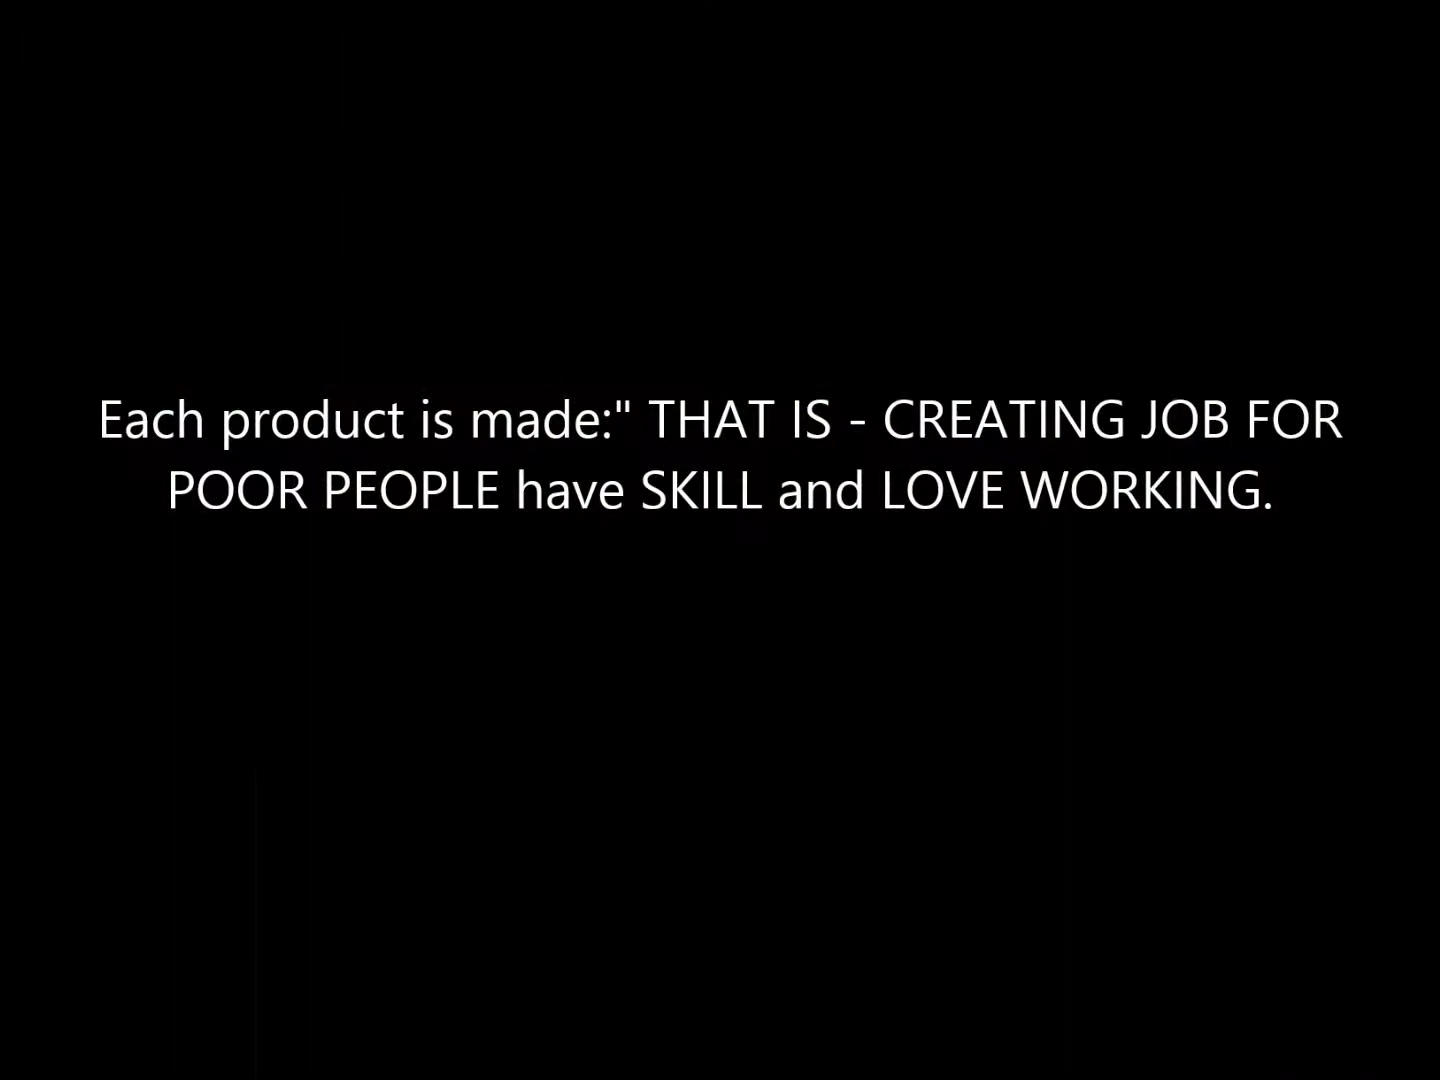 Each product is made:" THAT IS - CREATING JOB FOR
POOR PEOPLE have SKILL and LOVE WORKING.